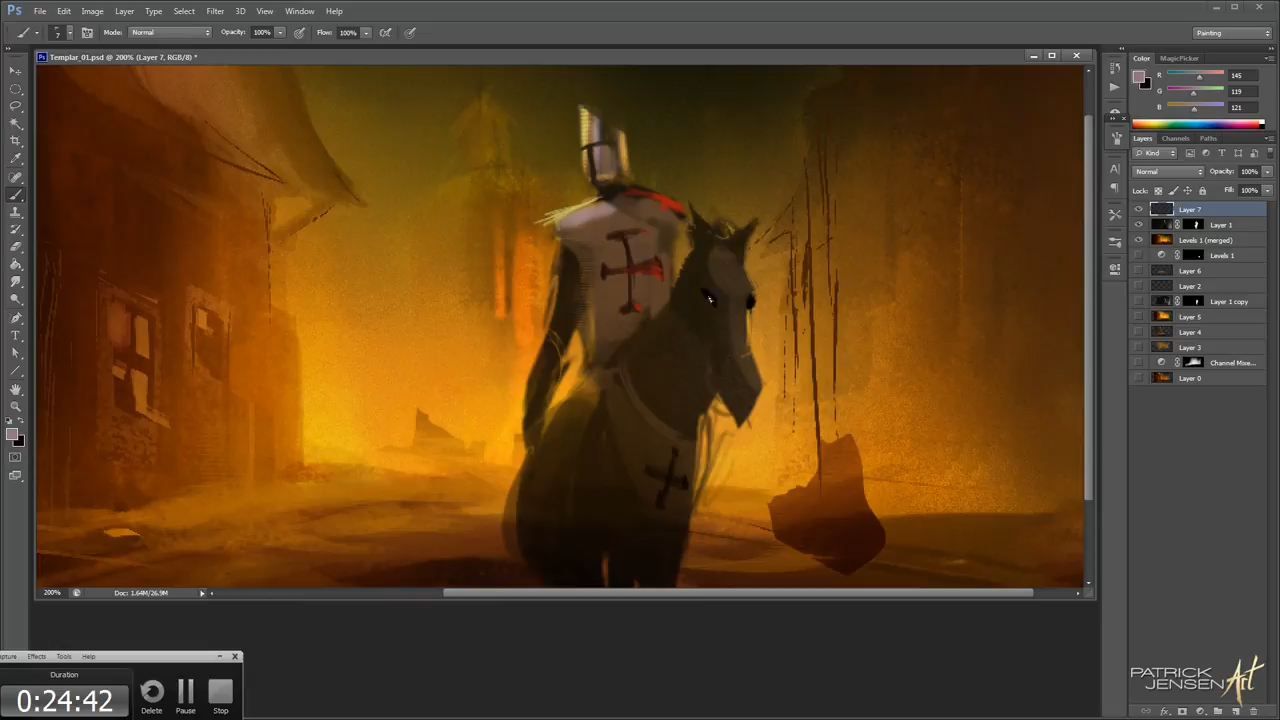 Ps File Edit Image Layer Type Select Filter 3D View Window Help
7 Mode: Normal Opacity: 100% Flow: 100% Painting
Templar_01.psd @ 200% (Layer 7, RGB/8) *
Color MagicPicker
R 145
G 119
B 121
Layers Channels Paths
Kind
Normal Opacity: 100%
Lock: Fill: 100%
Layer 7
Layer 1
Levels 1 (merged)
Levels 1
Layer 6
Layer 2
Layer 1 copy
Layer 5
Layer 4
Layer 3
Channel Mixe...
Layer 0
200% Doc: 1.64M/26.9M
pture Effects Tools Help
Duration
0:24:42
Delete Pause Stop
PATRICK
JENSEN Art